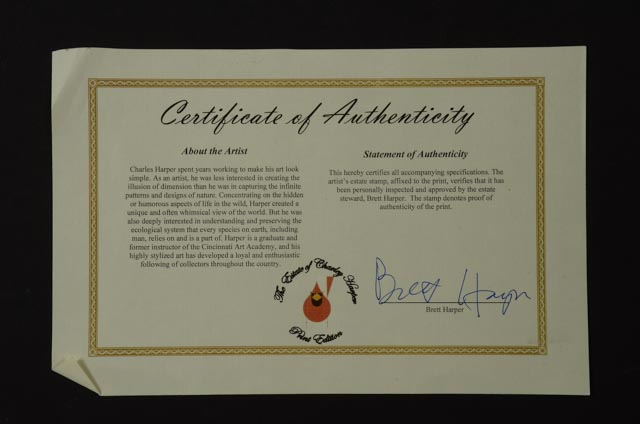 Certificate of Authenticity
About the Artist
Charles Harper spent years working to make his art look
simple. As an artist, he was less interested in creating the
illusion of dimension than he was in capturing the infinite
patterns and designs of nature. Concentrating on the hidden
or humorous aspects of life in the wild, Harper created a
unique and often whimsical view of the world. But he was
also deeply interested in understanding and preserving the
ecological system that every species on earth, including
man, relies on and is a part of. Harper is a graduate and
former instructor of the Cincinnati Art Academy, and his
highly stylized art has developed a loyal and enthusiastic
following of collectors throughout the country.
Statement of Authenticity
This hereby certifies all accompanying specifications. The
artist's estate stamp, affixed to the print, verifies that it has
been personally inspected and approved by the estate
steward, Brett Harper. The stamp denotes proof of
authenticity of the print.
The Estate of Charley Harper
Print Edition
Brett Harper
Brett Harper